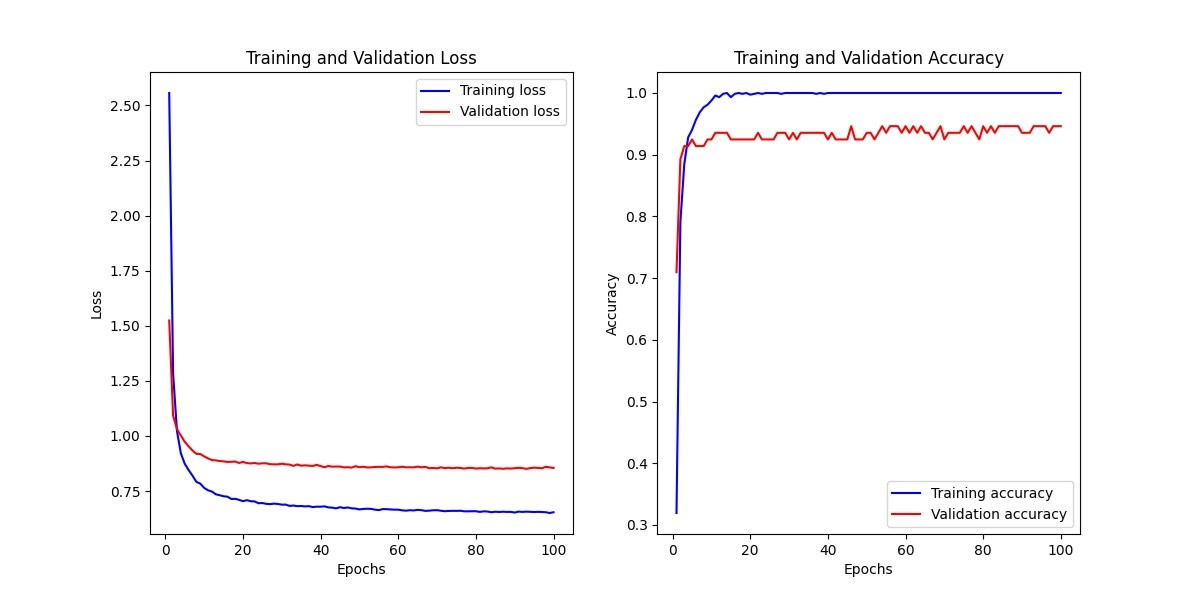 Training and Validation Loss
Training loss
Validation loss
2.50
2.25
2.00
1.75
1.50
1.25
1.00
0.75
Loss
0 20 40 60 80 100
Epochs
Training and Validation Accuracy
1.0
0.9
0.8
0.7
0.6
0.5
0.4
0.3
Accuracy
Training accuracy
Validation accuracy
0 20 40 60 80 100
Epochs